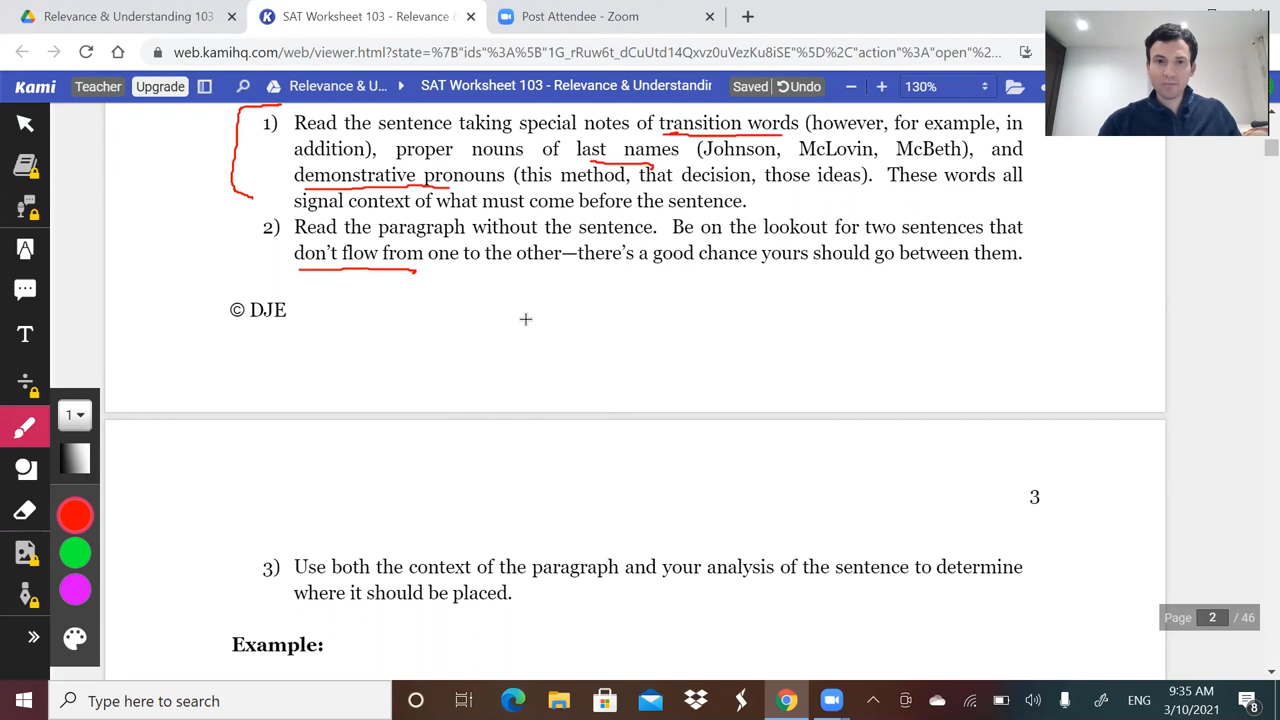 Relevance & Understanding 103
SAT Worksheet 103 - Relevance &
Post Attendee - Zoom
web.kamihq.com/web/viewer.html?state=%7B"ids"%3A%5B"1G_rRuw6t_dCuUtd14Qxvz0uVezKu8iSE"%5D%2C"action"%3A"open"%2...
Kami
Teacher
Upgrade
Relevance & U...
SAT Worksheet 103 - Relevance & Understandin
Saved
Undo
130%
1) Read the sentence taking special notes of transition words (however, for example, in
addition), proper nouns of last names (Johnson, McLovin, McBeth), and
demonstrative pronouns (this method, that decision, those ideas). These words all
signal context of what must come before the sentence.
2) Read the paragraph without the sentence. Be on the lookout for two sentences that
don't flow from one to the other—there's a good chance yours should go between them.
© DJE
1
3
3) Use both the context of the paragraph and your analysis of the sentence to determine
where it should be placed.
Page 2 / 46
Example:
Type here to search
ENG
9:35 AM
3/10/2021
8